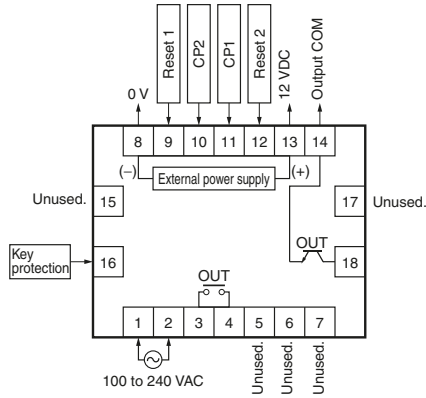 0 V
Reset 1
CP2
CP1
Reset 2
12 VDC
Output COM
8 9 10 11 12 13 14
(−) External power supply (+)
Unused. 15
17 Unused.
Key
protection
16
OUT
18
OUT
1 2 3 4 5 6 7
100 to 240 VAC
Unused.
Unused.
Unused.